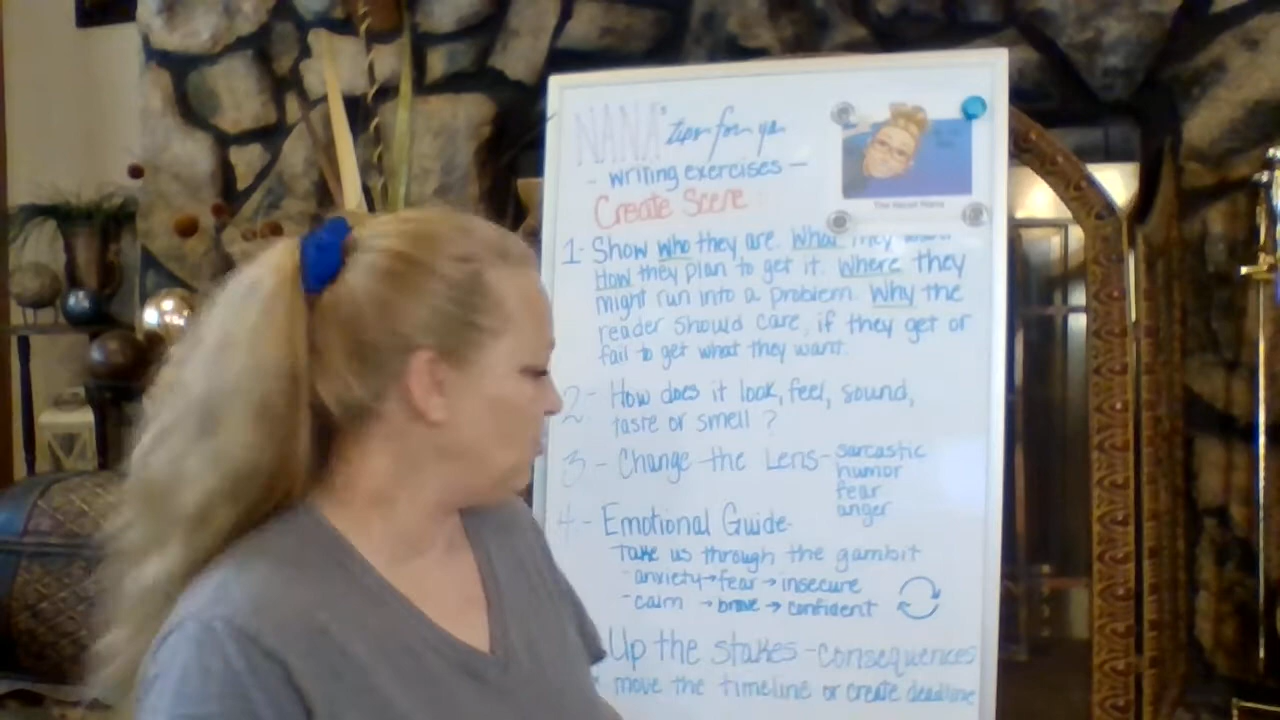 NANA's tips for ya
- writing exercises -
Create Scene
The Novel Nana
1- Show who they are. What they want
How they plan to get it. Where they
might run into a problem. Why the
reader should care, if they get or
fail to get what they want.
2- How does it look, feel, sound,
taste or smell?
3- Change the Lens- sarcastic
humor
fear
anger
4- Emotional Guide-
Take us through the gambit
- anxiety→fear→insecure
- calm →brave→ confident
Up the stakes-consequences
move the timeline or create deadline